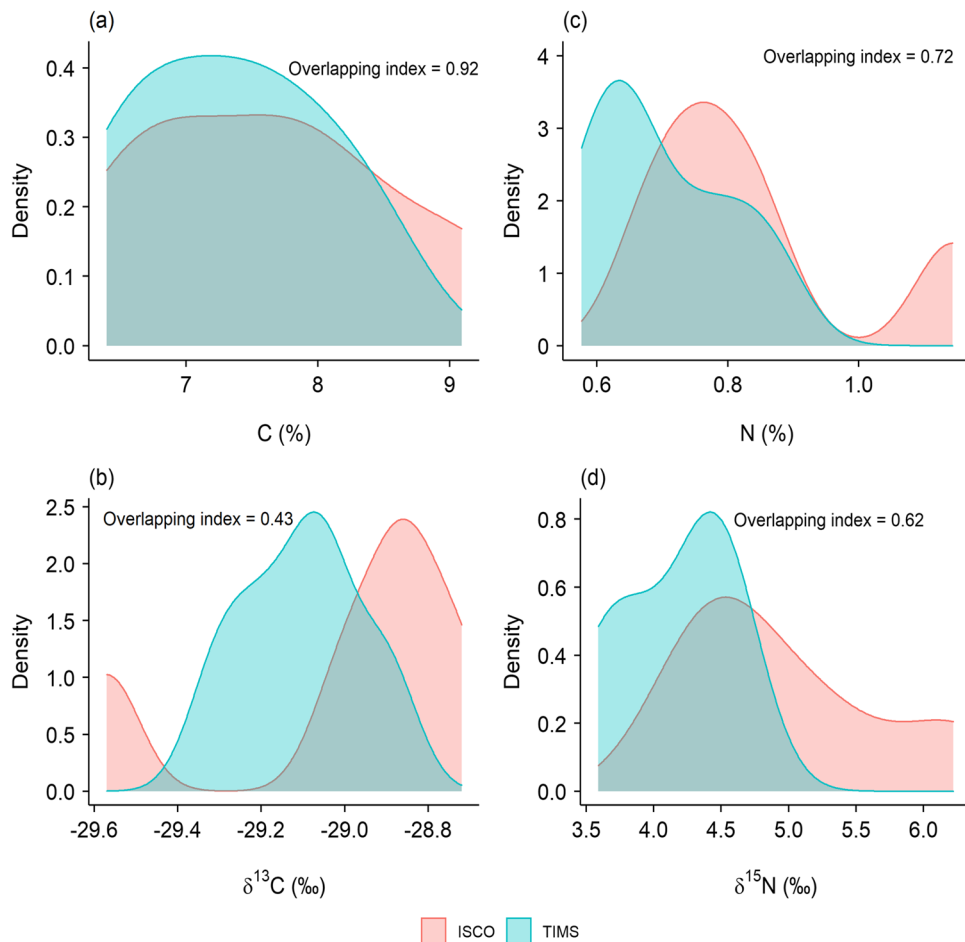 (a)
Overlapping index = 0.92
0.4
0.3
0.2
0.1
0.0
Density
7 8 9
C (%)
(c)
Overlapping index = 0.72
4
3
2
1
0
Density
0.6 0.8 1.0
N (%)
(b)
Overlapping index = 0.43
2.5
2.0
1.5
1.0
0.5
0.0
Density
-29.6 -29.4 -29.2 -29.0 -28.8
δ¹³C (‰)
(d)
Overlapping index = 0.62
0.8
0.6
0.4
0.2
0.0
Density
3.5 4.0 4.5 5.0 5.5 6.0
δ¹⁵N (‰)
ISCO TIMS